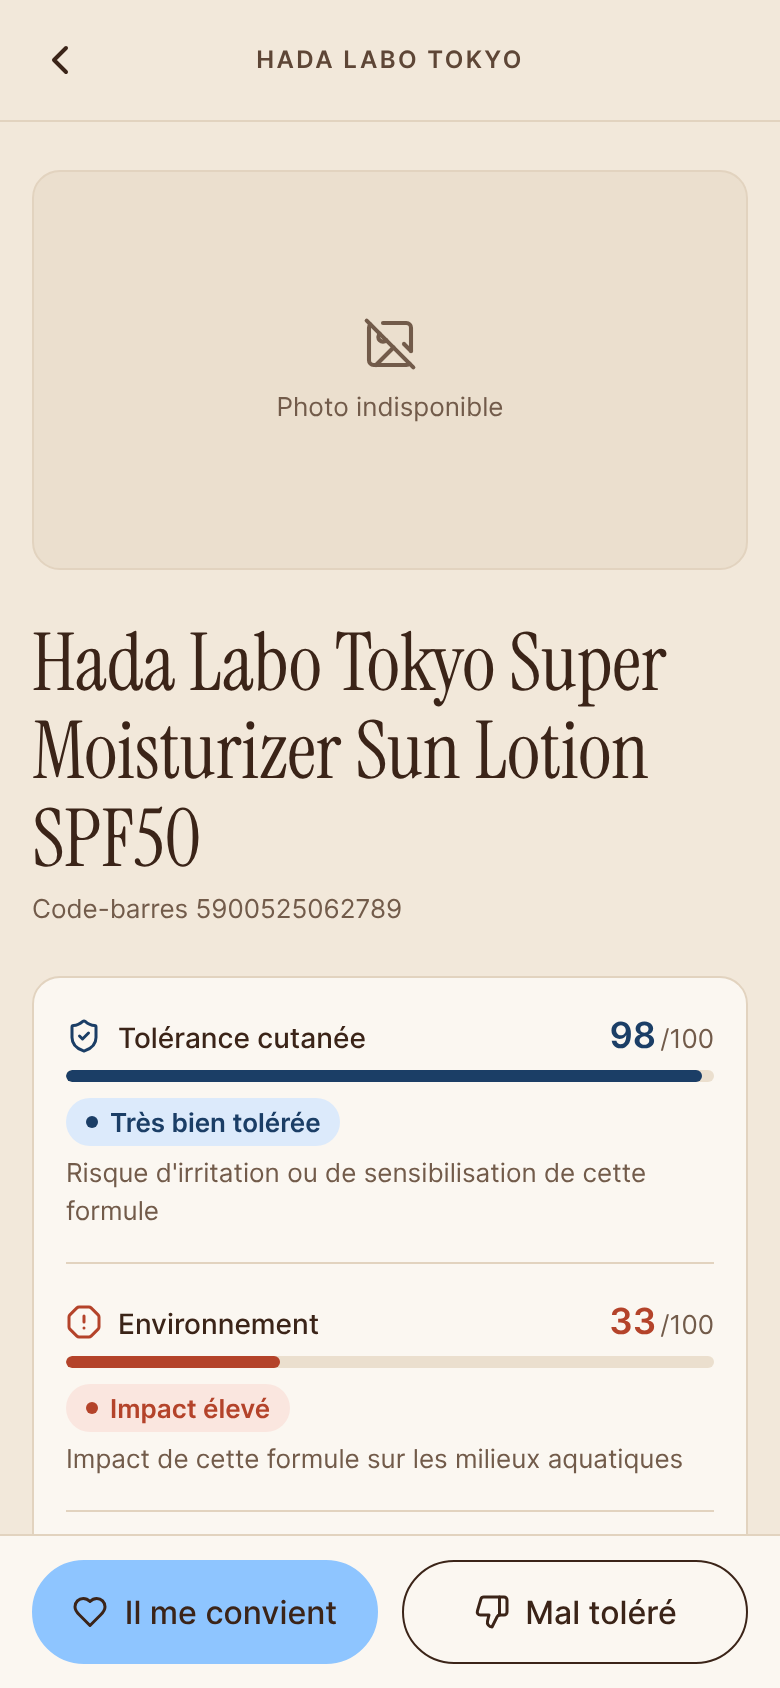 HADA LABO TOKYO
Photo indisponible
Hada Labo Tokyo Super
Moisturizer Sun Lotion
SPF50
Code-barres 5900525062789
Tolérance cutanée 98/100
Très bien tolérée
Risque d'irritation ou de sensibilisation de cette
formule
Environnement 33/100
Impact élevé
Impact de cette formule sur les milieux aquatiques
Il me convient
Mal toléré